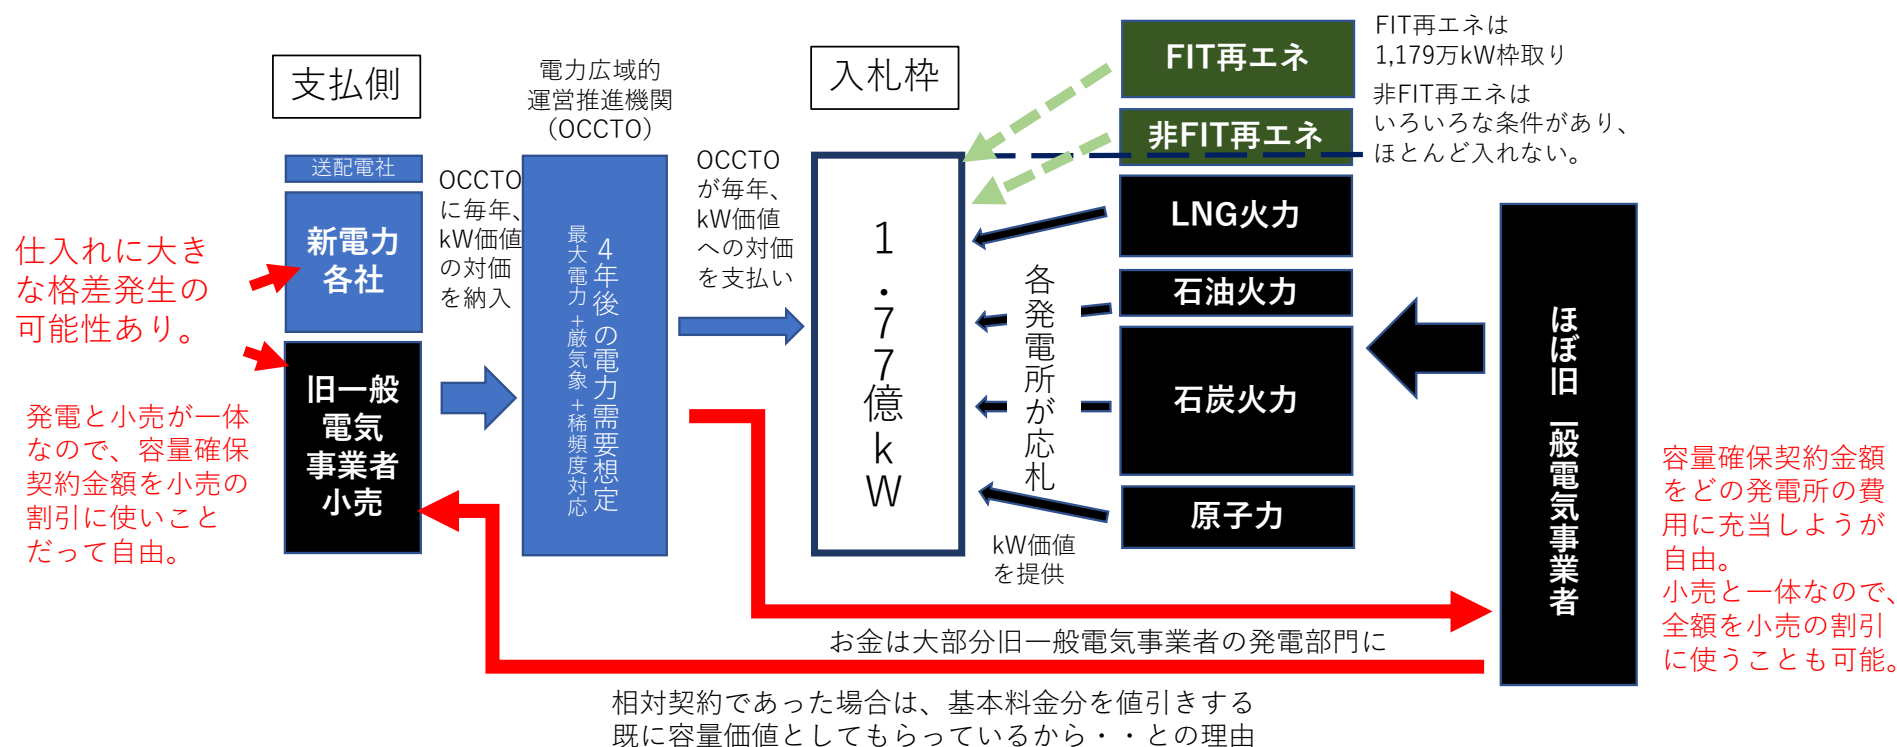 支払側
電力広域的
運営推進機関
（OCCTO）
入札枠
FIT再エネ
FIT再エネは
1,179万kW枠取り
非FIT再エネ
非FIT再エネは
いろいろな条件があり、
ほとんど入れない。
送配電社
新電力
各社
旧一般
電気
事業者
小売
仕入れに大き
な格差発生の
可能性あり。
発電と小売が一体
なので、容量確保
契約金額を小売の
割引に使いこと
だって自由。
OCCTO
に毎年、
kW価値
の対価
を納入
４年後の電力需要想定
最大電力+厳気象+稀頻度対応
OCCTO
が毎年、
kW価値
への対価
を支払い
１．７７億kW
各発電所が応札
LNG火力
石油火力
石炭火力
原子力
kW価値
を提供
ほぼ旧一般電気事業者
容量確保契約金額
をどの発電所の費
用に充当しようが
自由。
小売と一体なので、
全額を小売の割引
に使うことも可能。
お金は大部分旧一般電気事業者の発電部門に
相対契約であった場合は、基本料金分を値引きする
既に容量価値としてもらっているから・・との理由